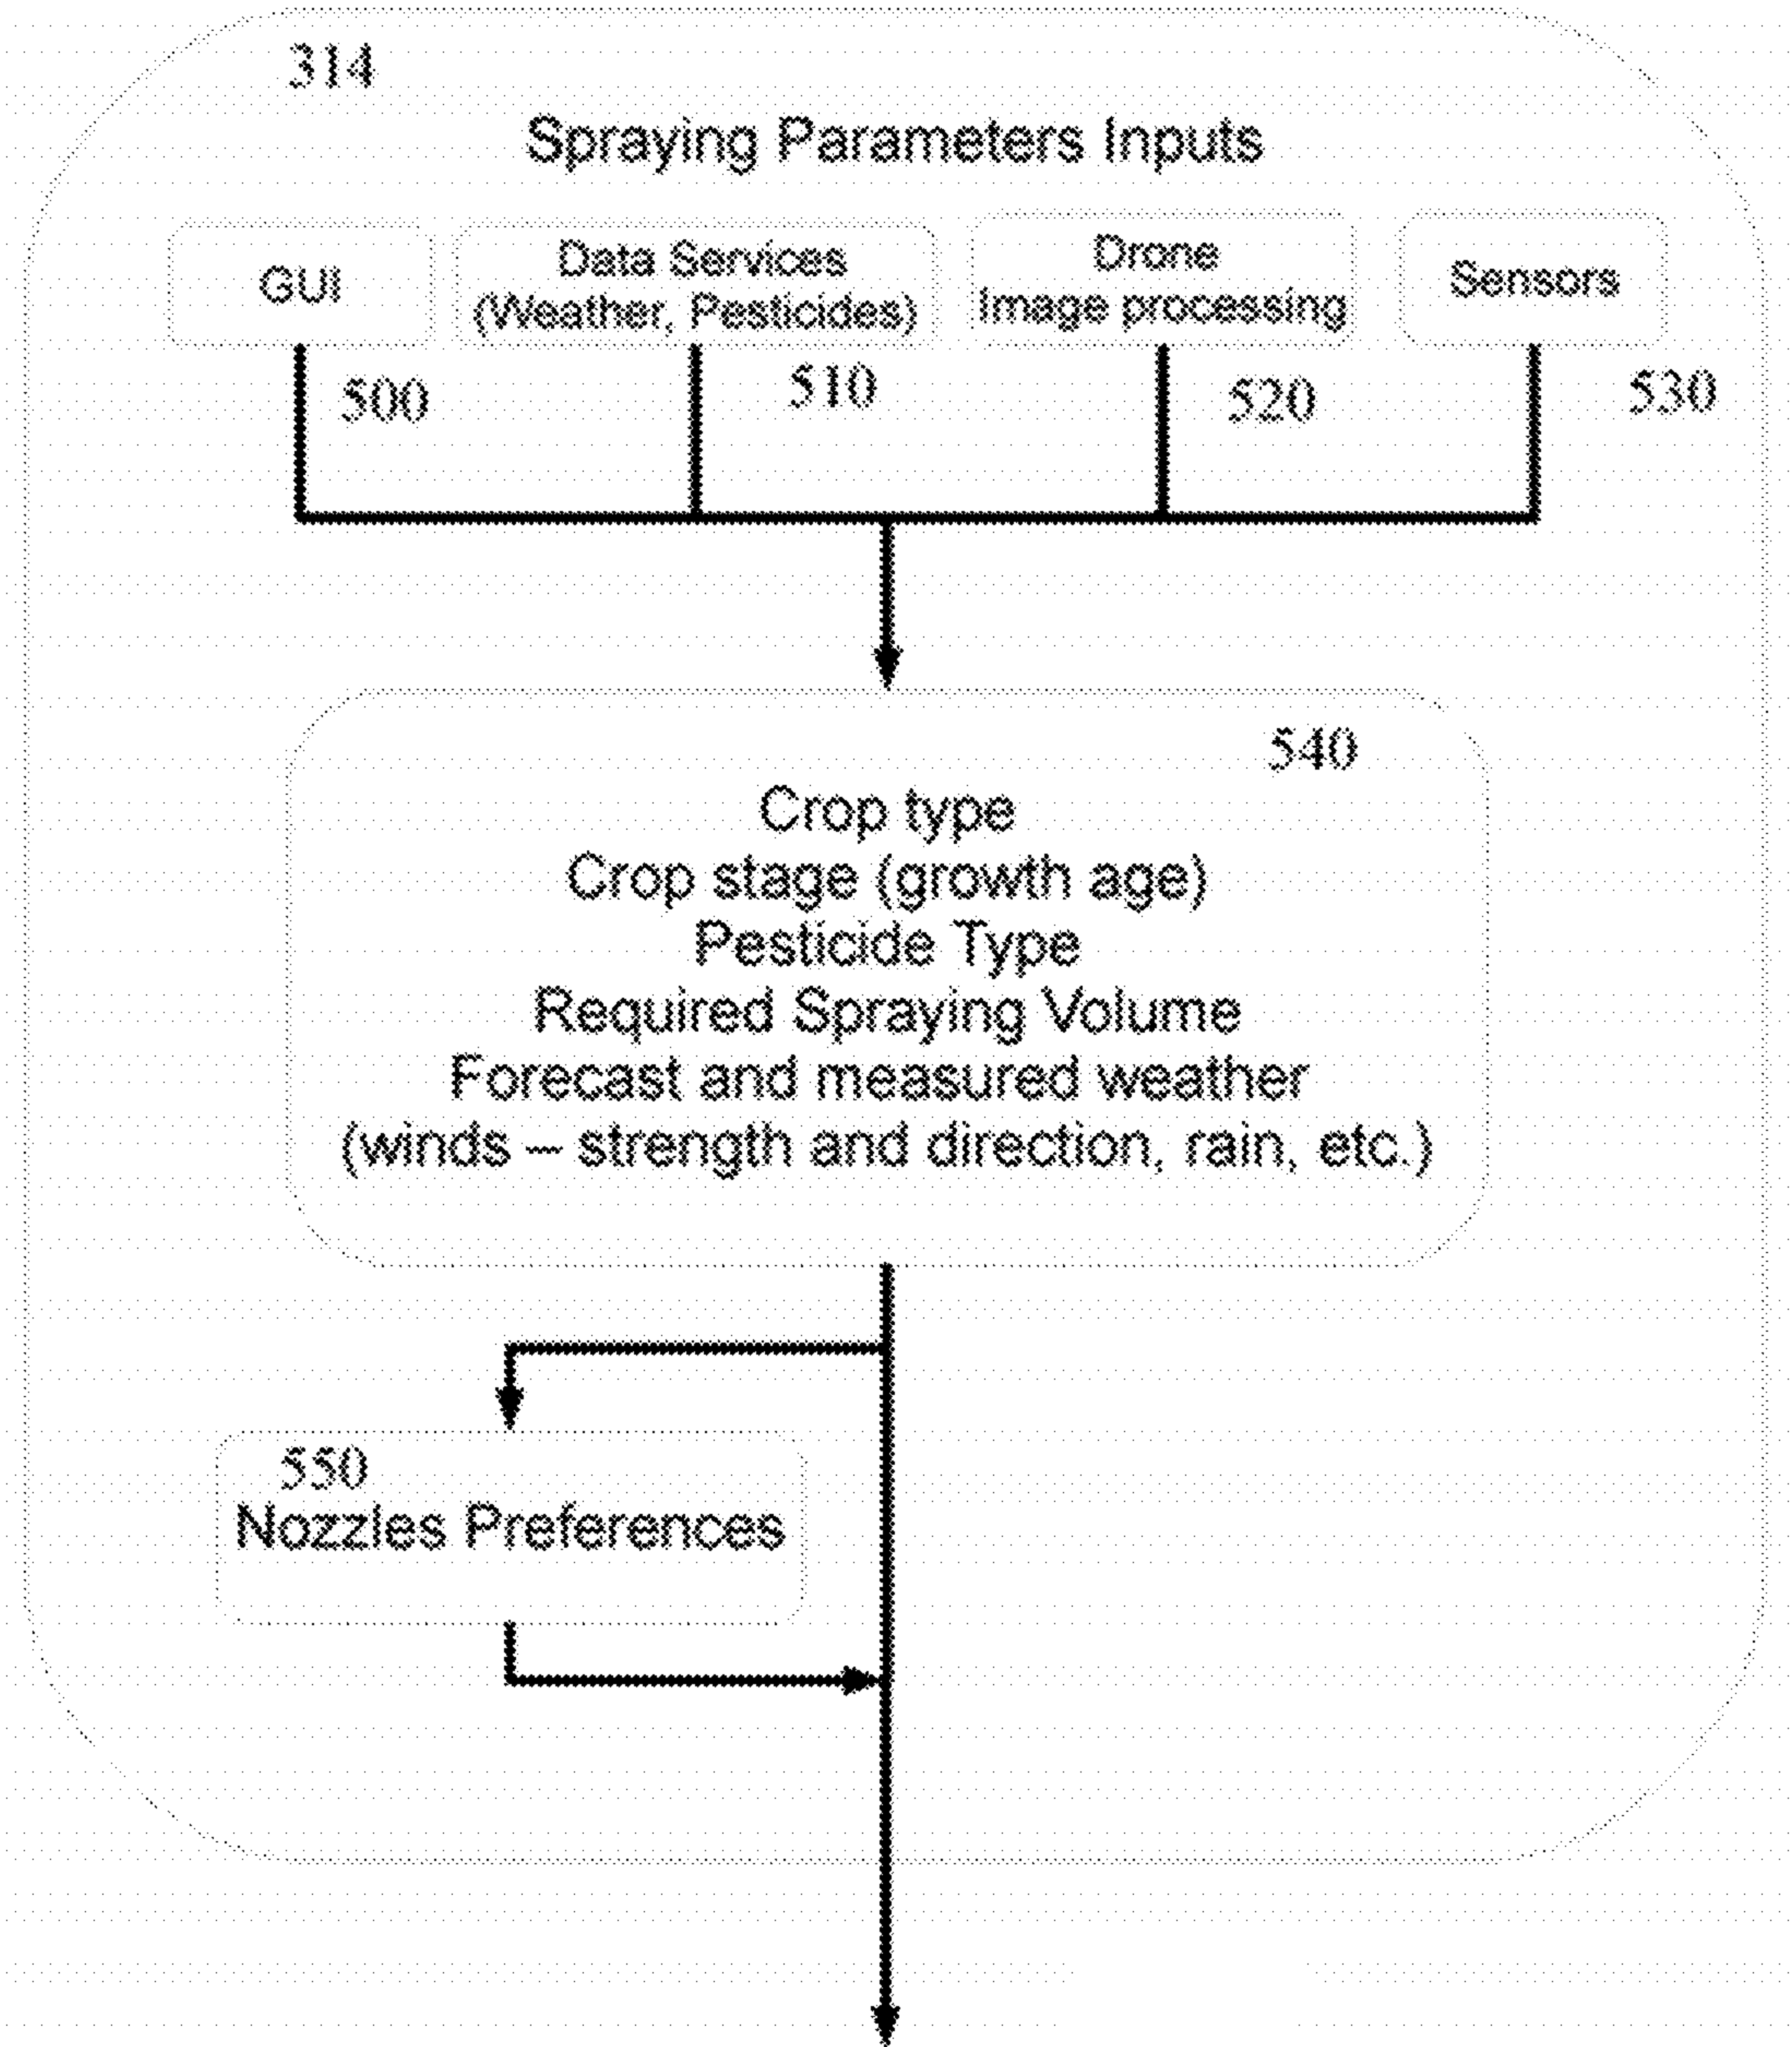 314
Spraying Parameters Inputs
GUI
Data Services
(Weather, Pesticides)
Drone
Image processing
Sensors
500
510
520
530
540
Crop type
Crop stage (growth age)
Pesticide Type
Required Spraying Volume
Forecast and measured weather
(winds – strength and direction, rain, etc.)
550
Nozzles Preferences